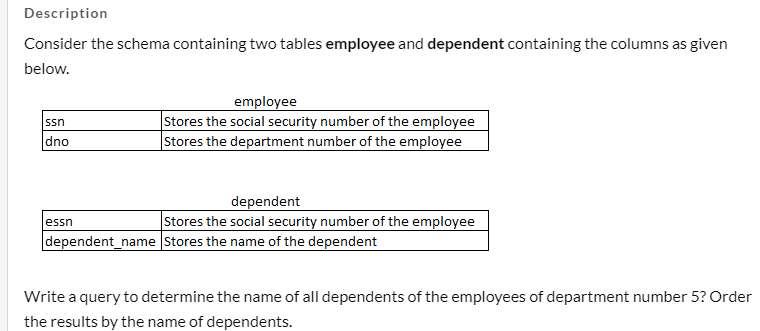 Description
Consider the schema containing two tables employee and dependent containing the columns as given
below.
employee
ssn Stores the social security number of the employee
dno Stores the department number of the employee
dependent
essn Stores the social security number of the employee
dependent_name Stores the name of the dependent
Write a query to determine the name of all dependents of the employees of department number 5? Order
the results by the name of dependents.